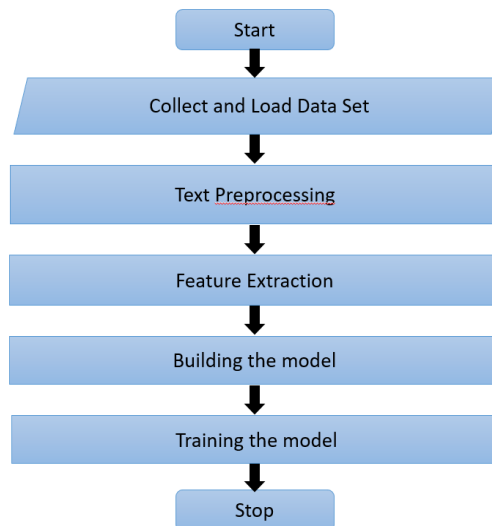 Start
Collect and Load Data Set
Text Preprocessing
Feature Extraction
Building the model
Training the model
Stop